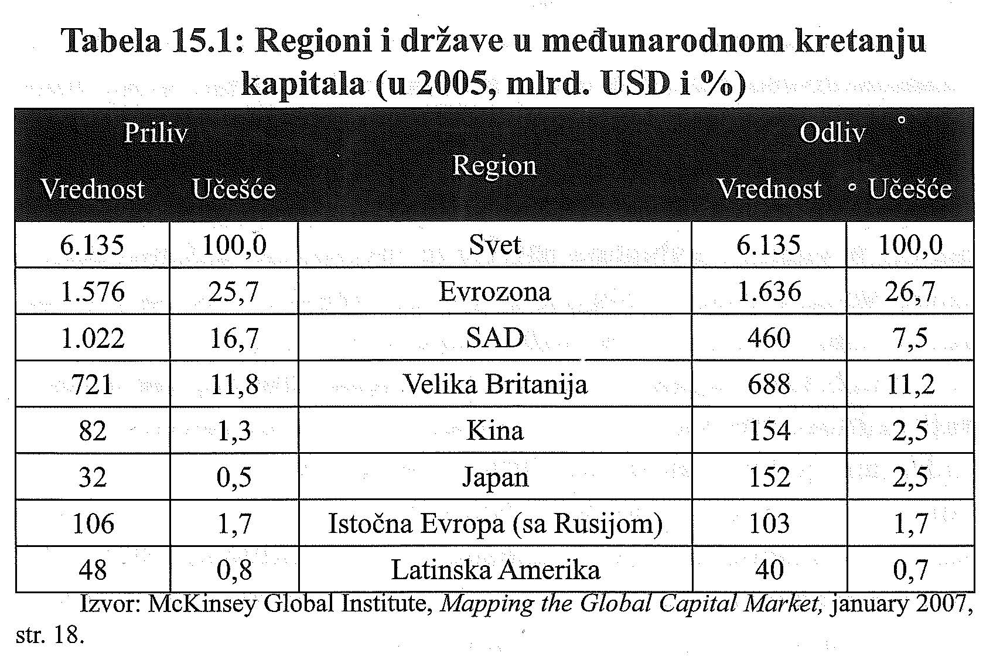 Tabela 15.1: Regioni i države u međunarodnom kretanju
kapitala (u 2005, mlrd. USD i %)
Priliv Odliv
Region
Vrednost Učešće Vrednost Učešće
6.135 100,0 Svet 6.135 100,0
1.576 25,7 Evrozona 1.636 26,7
1.022 16,7 SAD 460 7,5
721 11,8 Velika Britanija 688 11,2
82 1,3 Kina 154 2,5
32 0,5 Japan 152 2,5
106 1,7 Istočna Evropa (sa Rusijom) 103 1,7
48 0,8 Latinska Amerika 40 0,7
Izvor: McKinsey Global Institute, Mapping the Global Capital Market, january 2007,
str. 18.